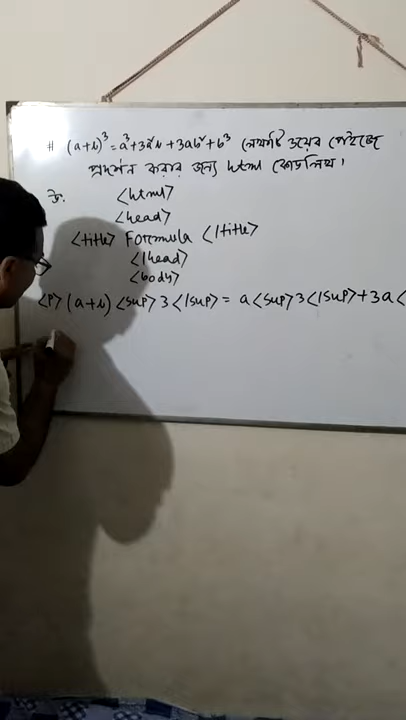 # (a+b)³ = a³+3a²b +3ab²+b³ লেখাটি ওয়েব পেইজে
প্রদর্শন করার জন্য html কোড লিখ।
উ. <html>
<head>
<title> Formula </title>
</head>
<body>
<p> (a+b) <sup> 3 </sup> = a <sup> 3 </sup> + 3a <